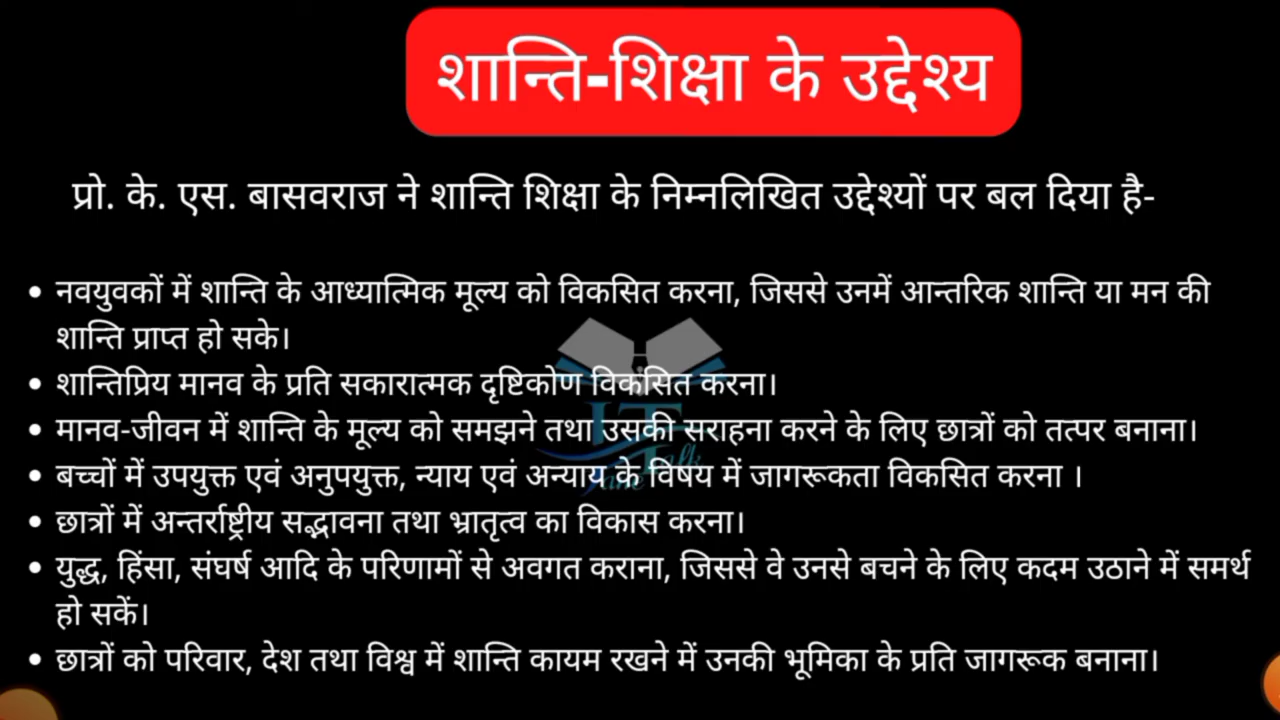 शान्ति-शिक्षा के उद्देश्य
प्रो. के. एस. बासवराज ने शान्ति शिक्षा के निम्नलिखित उद्देश्यों पर बल दिया है-
• नवयुवकों में शान्ति के आध्यात्मिक मूल्य को विकसित करना, जिससे उनमें आन्तरिक शान्ति या मन की
शान्ति प्राप्त हो सके।
• शान्तिप्रिय मानव के प्रति सकारात्मक दृष्टिकोण विकसित करना।
• मानव-जीवन में शान्ति के मूल्य को समझने तथा उसकी सराहना करने के लिए छात्रों को तत्पर बनाना।
• बच्चों में उपयुक्त एवं अनुपयुक्त, न्याय एवं अन्याय के विषय में जागरूकता विकसित करना ।
• छात्रों में अन्तर्राष्ट्रीय सद्भावना तथा भ्रातृत्व का विकास करना।
• युद्ध, हिंसा, संघर्ष आदि के परिणामों से अवगत कराना, जिससे वे उनसे बचने के लिए कदम उठाने में समर्थ
हो सकें।
• छात्रों को परिवार, देश तथा विश्व में शान्ति कायम रखने में उनकी भूमिका के प्रति जागरूक बनाना।